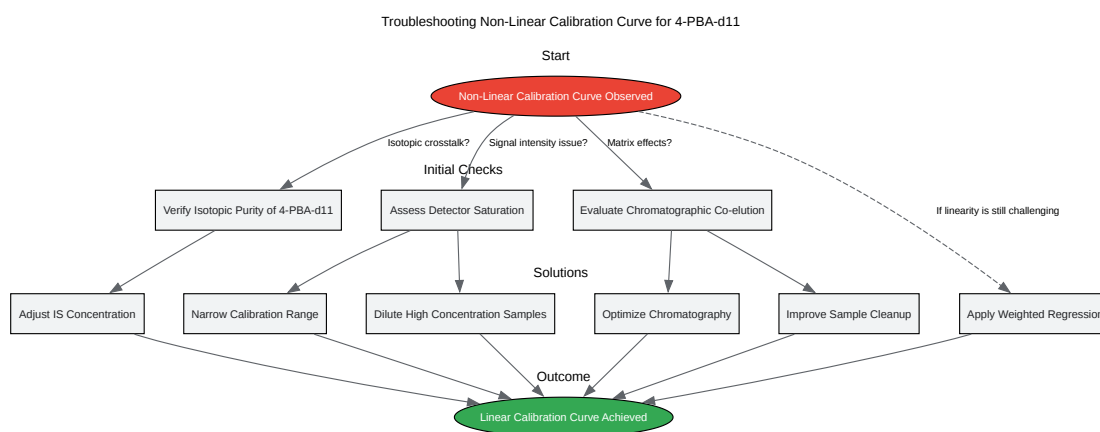 Troubleshooting Non-Linear Calibration Curve for 4-PBA-d11
Start
Non-Linear Calibration Curve Observed
Isotopic crosstalk?
Signal intensity issue?
Matrix effects?
Initial Checks
Verify Isotopic Purity of 4-PBA-d11
Assess Detector Saturation
Evaluate Chromatographic Co-elution
If linearity is still challenging
Solutions
Adjust IS Concentration
Narrow Calibration Range
Dilute High Concentration Samples
Optimize Chromatography
Improve Sample Cleanup
Apply Weighted Regression
Outcome
Linear Calibration Curve Achieved